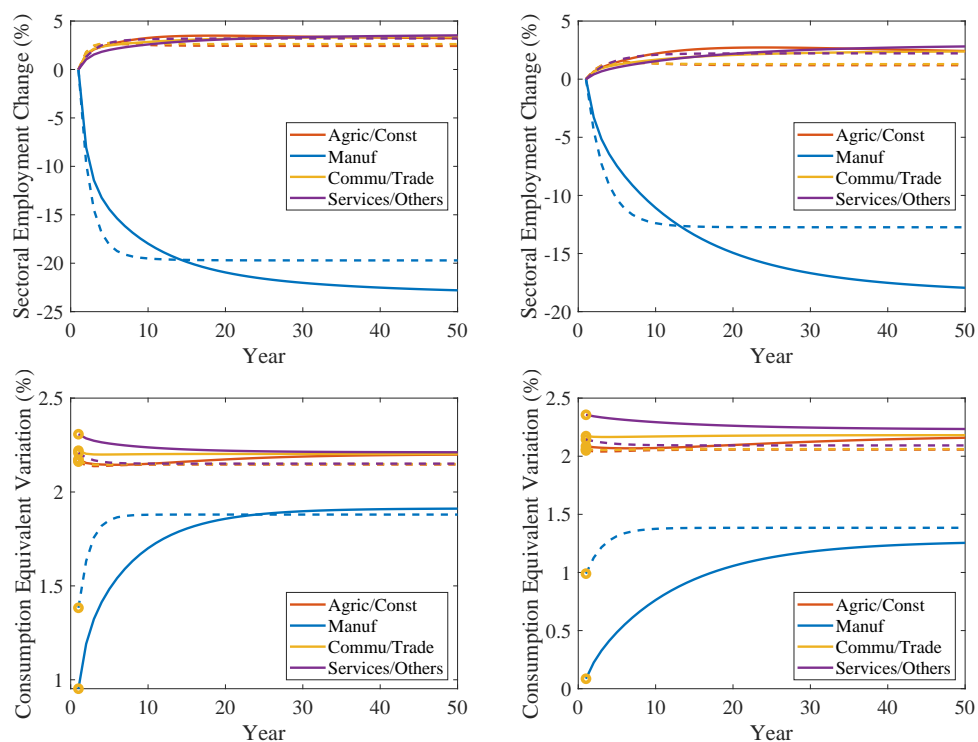 Sectoral Employment Change (%)
5
0
-5
-10
-15
-20
-25
0 10 20 30 40 50
Year
Agric/Const
Manuf
Commu/Trade
Services/Others
Sectoral Employment Change (%)
5
0
-5
-10
-15
-20
0 10 20 30 40 50
Year
Agric/Const
Manuf
Commu/Trade
Services/Others
Consumption Equivalent Variation (%)
2.5
2
1.5
1
0 10 20 30 40 50
Year
Agric/Const
Manuf
Commu/Trade
Services/Others
Consumption Equivalent Variation (%)
2.5
2
1.5
1
0.5
0
0 10 20 30 40 50
Year
Agric/Const
Manuf
Commu/Trade
Services/Others